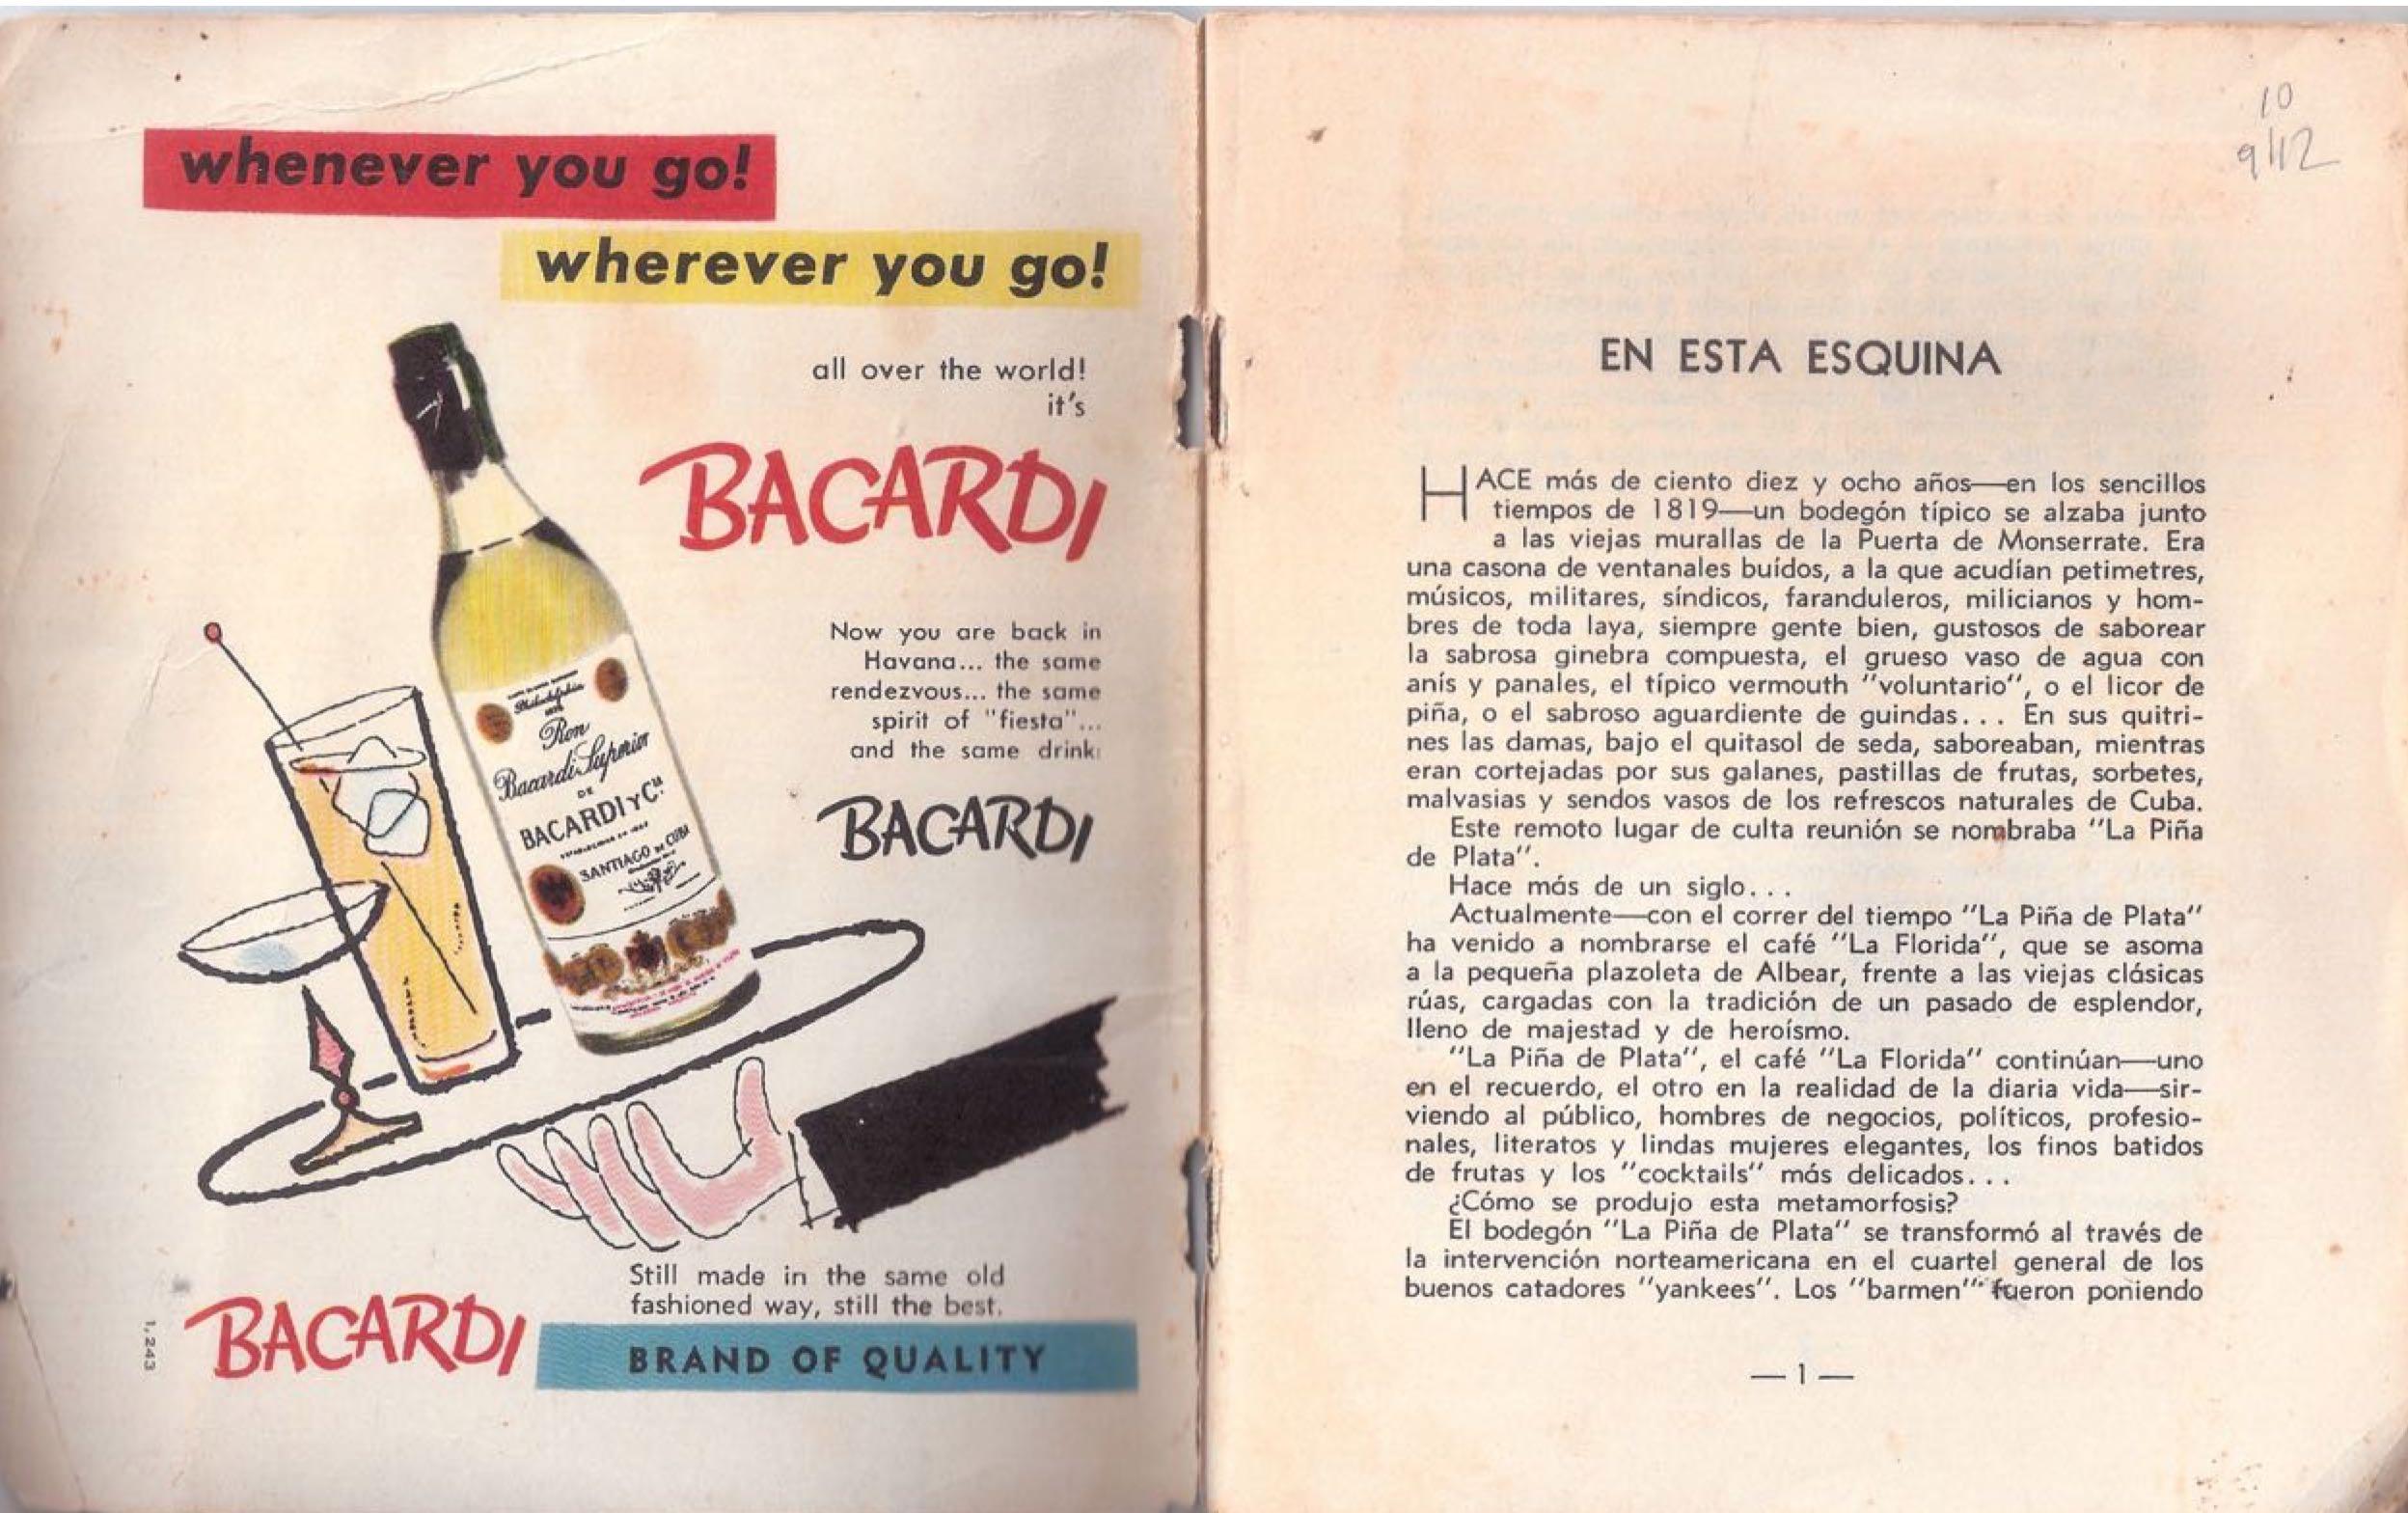 whenever you go!
wherever you go!
all over the world!
it's
BACARDI
Now you are back in
Havana... the same
rendezvous... the same
spirit of "fiesta"...
and the same drink:
BACARDI
Philadelphia
Ron
Bacardi Superior
DE
BACARDI Y Cª
SANTIAGO DE CUBA
Still made in the same old
fashioned way, still the best.
BACARDI
BRAND OF QUALITY
1,243
10
9/12
EN ESTA ESQUINA
HACE más de ciento diez y ocho años—en los sencillos
tiempos de 1819—un bodegón típico se alzaba junto
a las viejas murallas de la Puerta de Monserrate. Era
una casona de ventanales buídos, a la que acudían petimetres,
músicos, militares, síndicos, faranduleros, milicianos y hom-
bres de toda laya, siempre gente bien, gustosos de saborear
la sabrosa ginebra compuesta, el grueso vaso de agua con
anís y panales, el típico vermouth "voluntario", o el licor de
piña, o el sabroso aguardiente de guindas... En sus quitri-
nes las damas, bajo el quitasol de seda, saboreaban, mientras
eran cortejadas por sus galanes, pastillas de frutas, sorbetes,
malvasias y sendos vasos de los refrescos naturales de Cuba.
Este remoto lugar de culta reunión se nombraba "La Piña
de Plata".
Hace más de un siglo...
Actualmente—con el correr del tiempo "La Piña de Plata"
ha venido a nombrarse el café "La Florida", que se asoma
a la pequeña plazoleta de Albear, frente a las viejas clásicas
rúas, cargadas con la tradición de un pasado de esplendor,
lleno de majestad y de heroísmo.
"La Piña de Plata", el café "La Florida" continúan—uno
en el recuerdo, el otro en la realidad de la diaria vida—sir-
viendo al público, hombres de negocios, políticos, profesio-
nales, literatos y lindas mujeres elegantes, los finos batidos
de frutas y los "cocktails" más delicados...
¿Cómo se produjo esta metamorfosis?
El bodegón "La Piña de Plata" se transformó al través de
la intervención norteamericana en el cuartel general de los
buenos catadores "yankees". Los "barmen" fueron poniendo
— 1 —